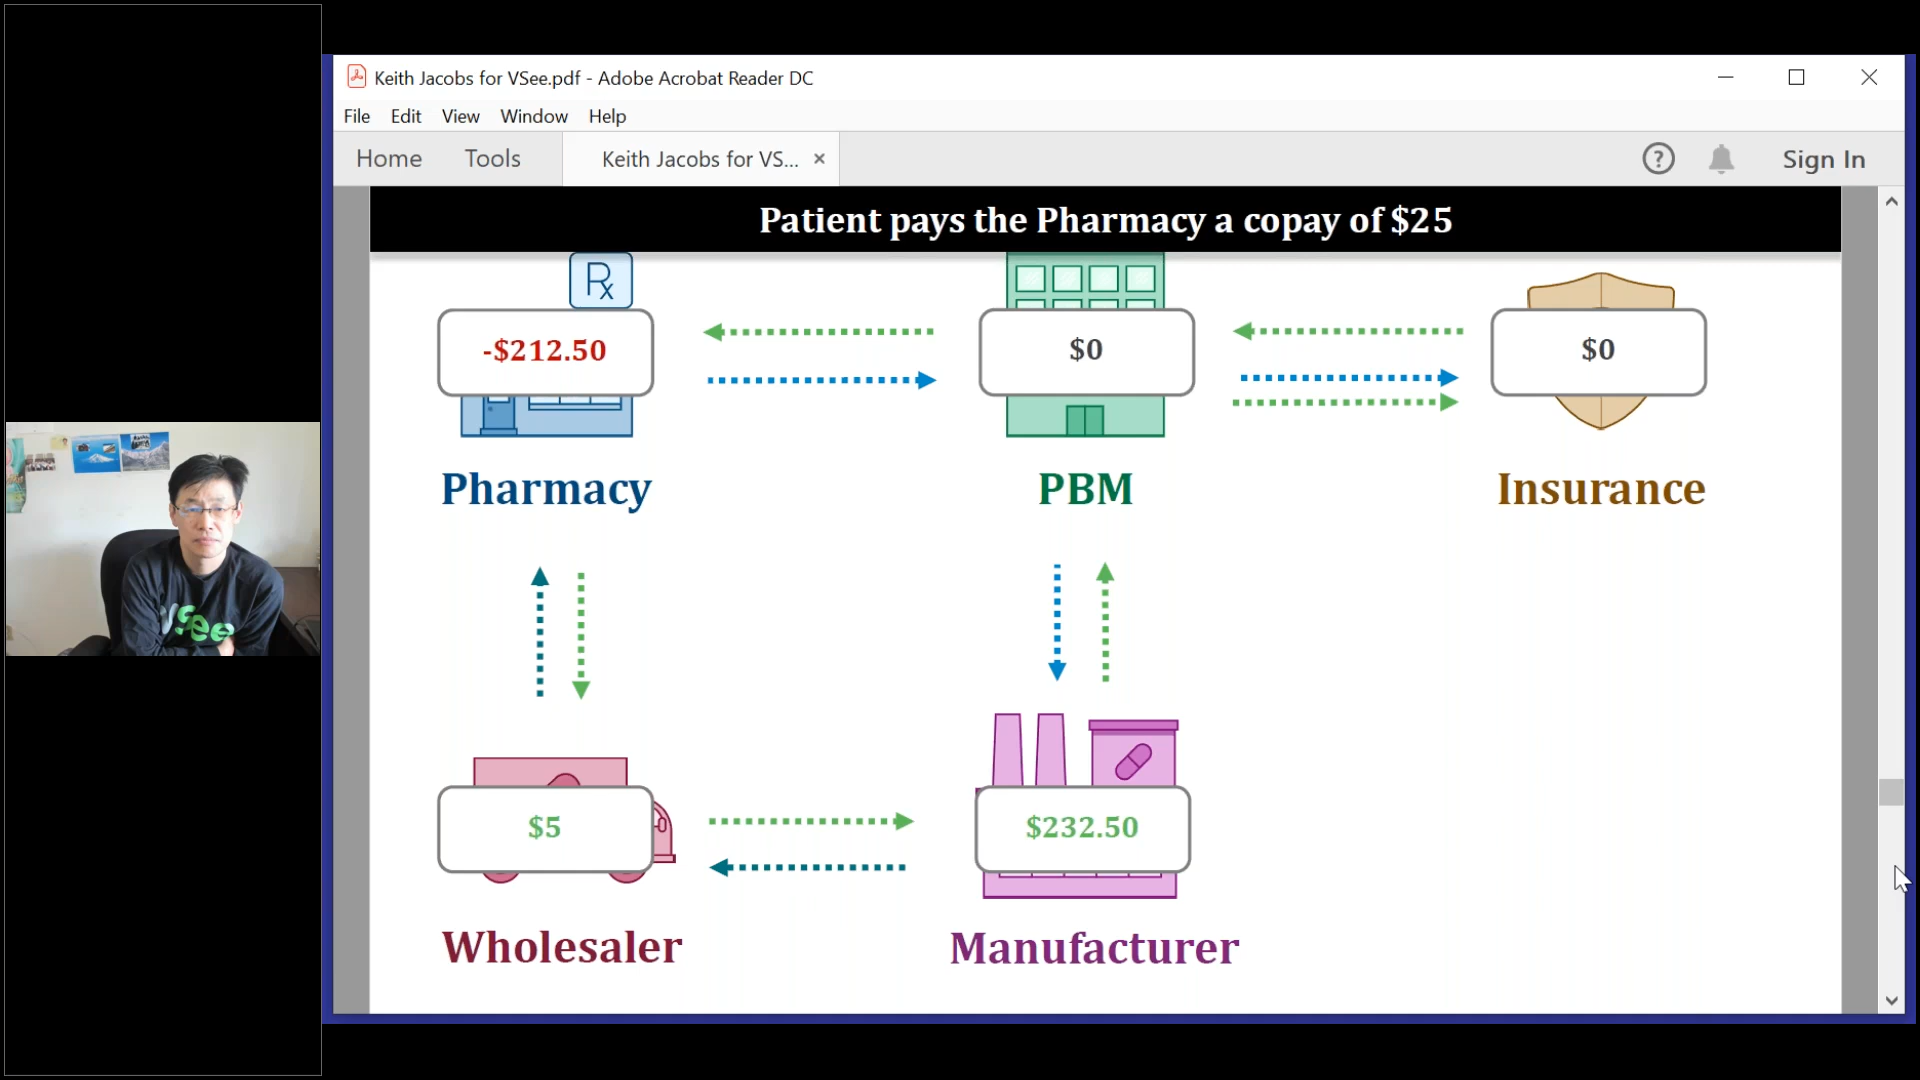 Keith Jacobs for VSee.pdf - Adobe Acrobat Reader DC
File Edit View Window Help
Home Tools Keith Jacobs for VS... × ? Sign In
Patient pays the Pharmacy a copay of $25
Rx
-$212.50 $0 $0
Pharmacy PBM Insurance
vsee
$5 $232.50
Wholesaler Manufacturer